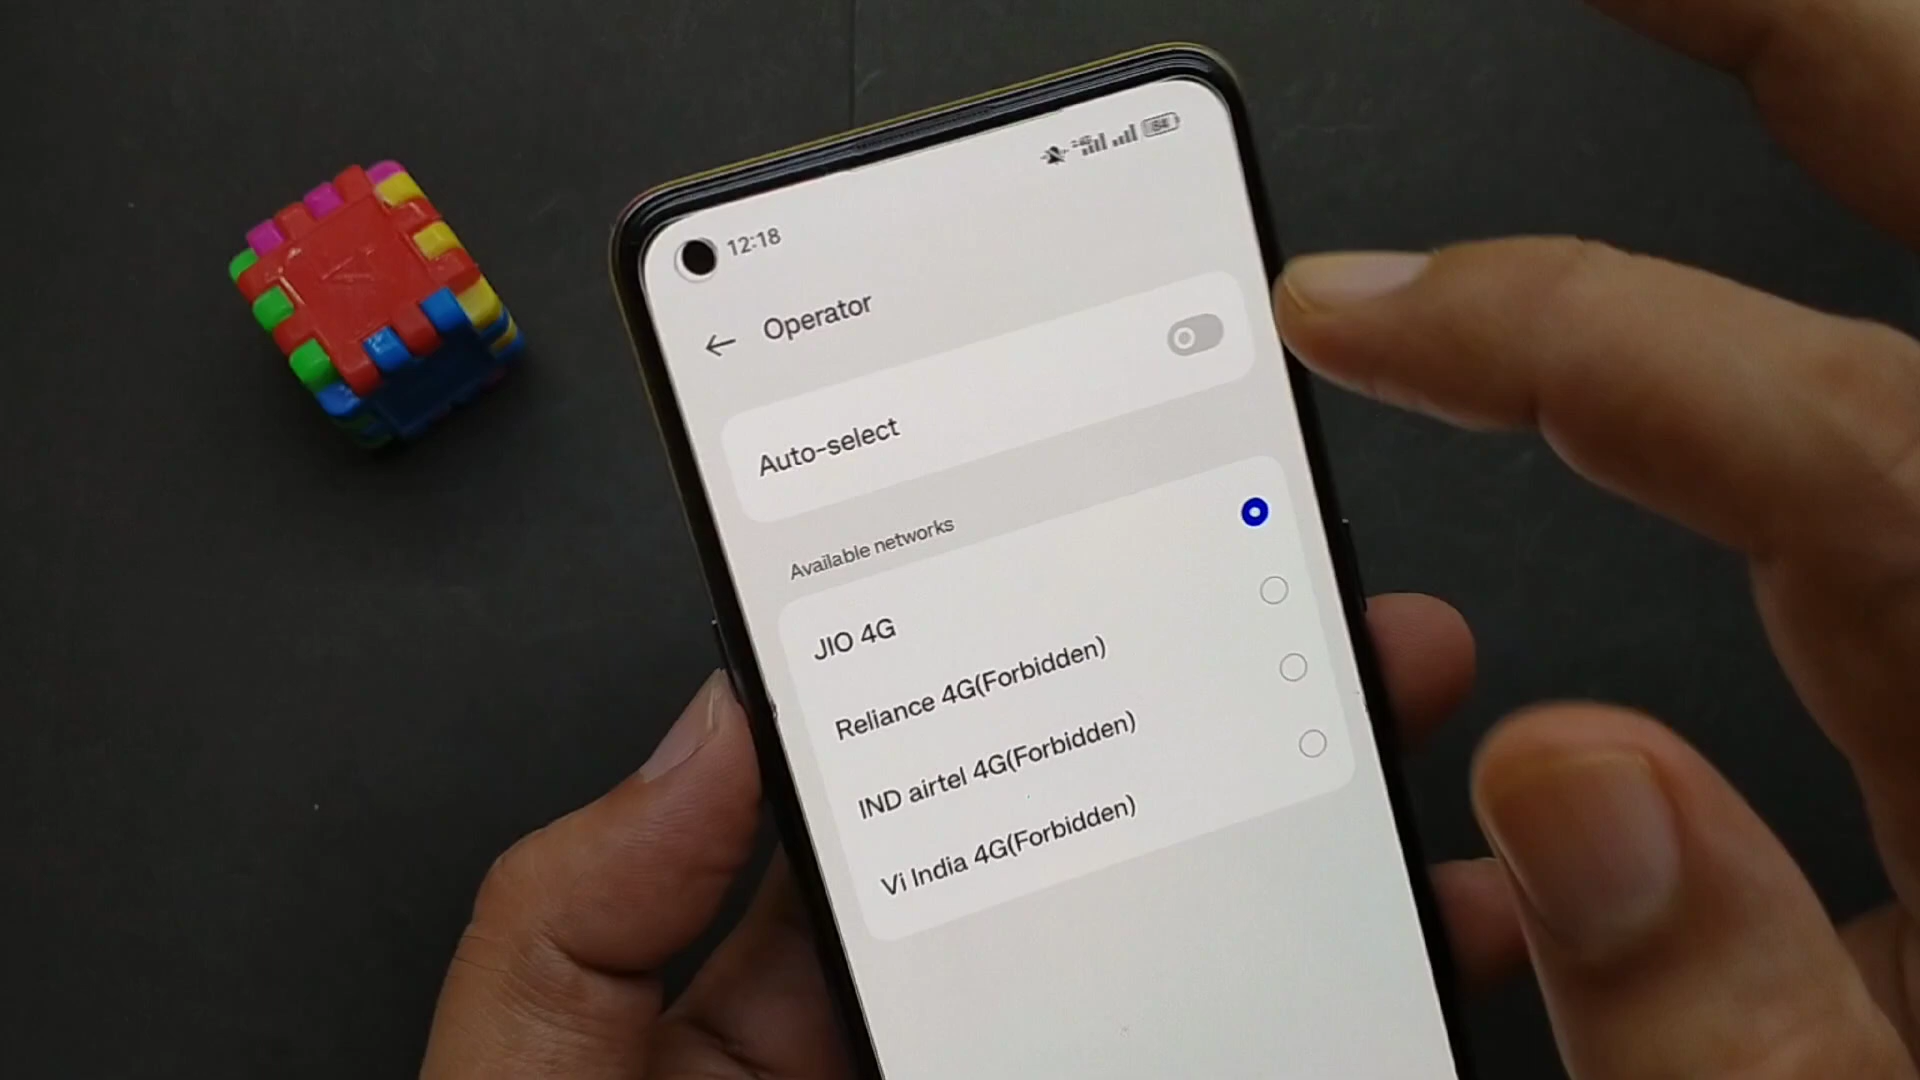 84
12:18
Operator
Auto-select
Available networks
JIO 4G
Reliance 4G(Forbidden)
IND airtel 4G(Forbidden)
Vi India 4G(Forbidden)